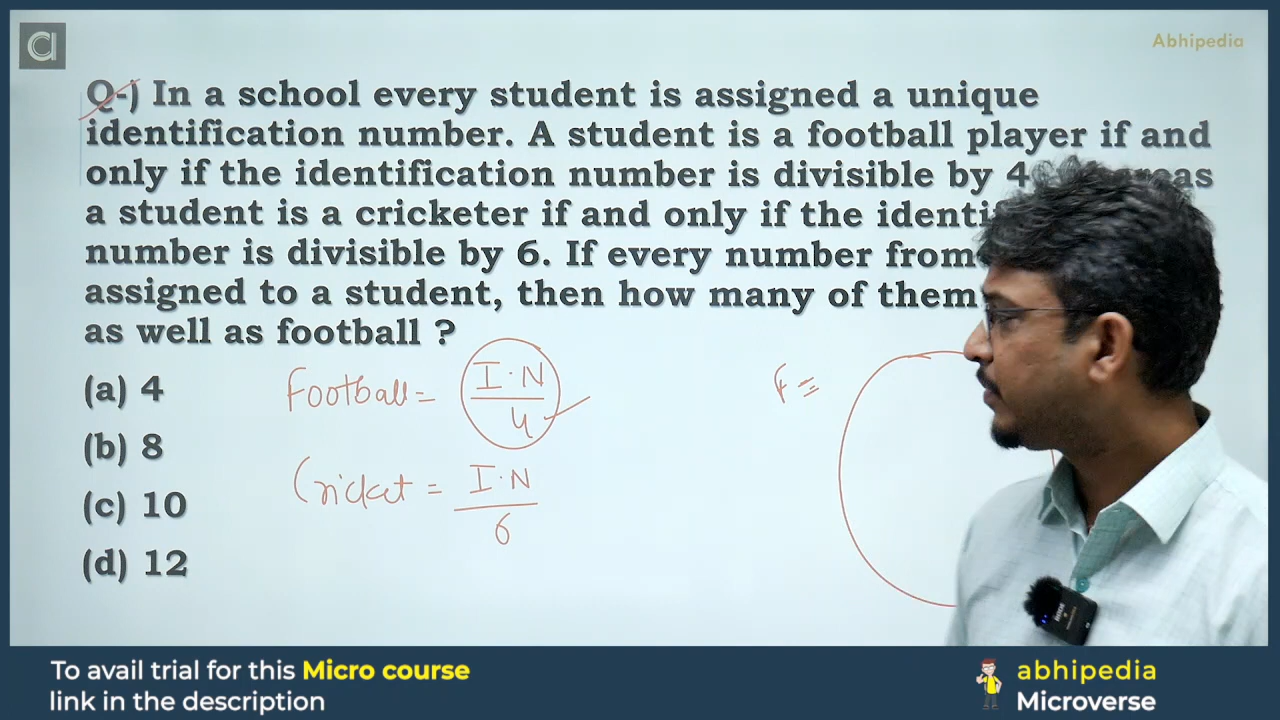 Abhipedia
Q-) In a school every student is assigned a unique
identification number. A student is a football player if and
only if the identification number is divisible by 4
a student is a cricketer if and only if the
number is divisible by 6. If every number from
assigned to a student, then how many of them
as well as football ?
(a) 4
(b) 8
(c) 10
(d) 12
Football = I.N
4
Cricket = I.N
6
F =
To avail trial for this Micro course
link in the description
abhipedia
Microverse